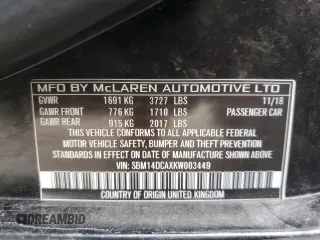 MFD BY McLAREN AUTOMOTIVE LTD
GVWR 1691 KG 3727 LBS 11/18
GAWR FRONT 776 KG 1710 LBS PASSENGER CAR
GAWR REAR 915 KG 2017 LBS
THIS VEHICLE CONFORMS TO ALL APPLICABLE FEDERAL
MOTOR VEHICLE SAFETY, BUMPER AND THEFT PREVENTION
STANDARDS IN EFFECT ON THE DATE OF MANUFACTURE
SHOWN ABOVE
VIN: SBM14DCAXKW003449
COUNTRY OF ORIGIN UNITED KINGDOM
IDREAMBID